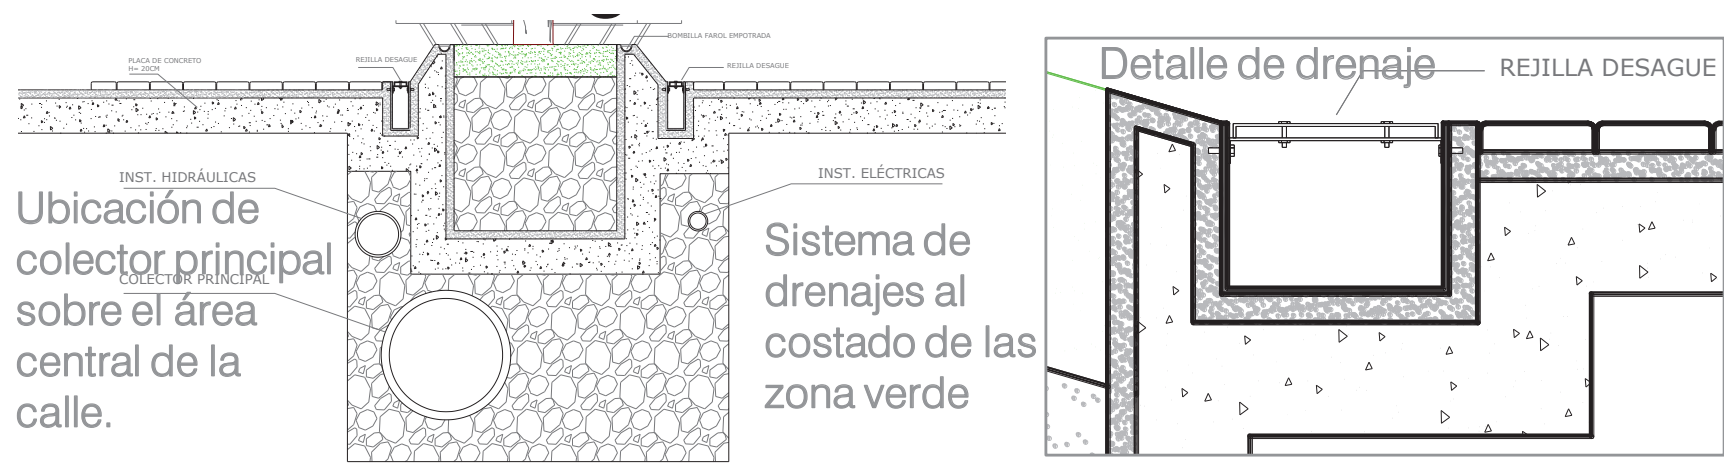 BOMBILLA FAROL EMPOTRADA
PLACA DE CONCRETO
H= 20CM
REJILLA DESAGUE
REJILLA DESAGUE
INST. HIDRÁULICAS
Ubicación de
colector principal
COLECTOR PRINCIPAL
sobre el área
central de la
calle.
INST. ELÉCTRICAS
Sistema de
drenajes al
costado de las
zona verde
Detalle de drenaje
REJILLA DESAGUE